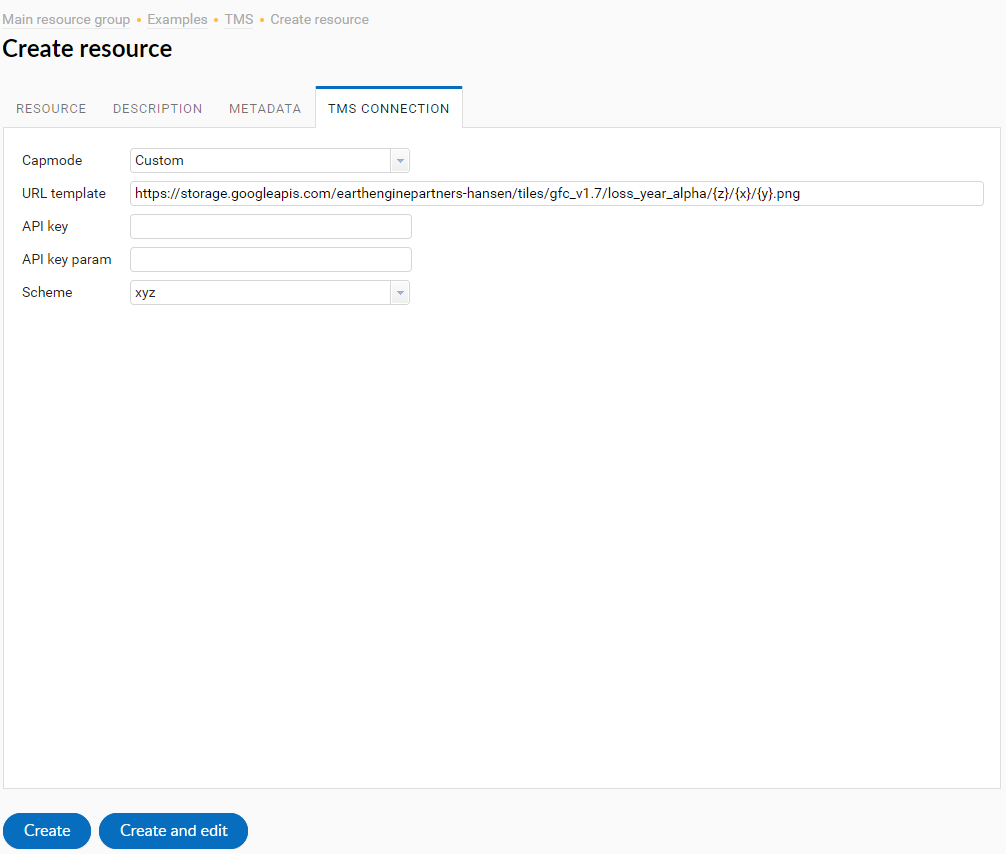 Main resource group • Examples • TMS • Create resource
Create resource
RESOURCE DESCRIPTION METADATA TMS CONNECTION
Capmode Custom
URL template https://storage.googleapis.com/earthenginepartners-hansen/tiles/gfc_v1.7/loss_year_alpha/{z}/{x}/{y}.png
API key
API key param
Scheme xyz
Create Create and edit